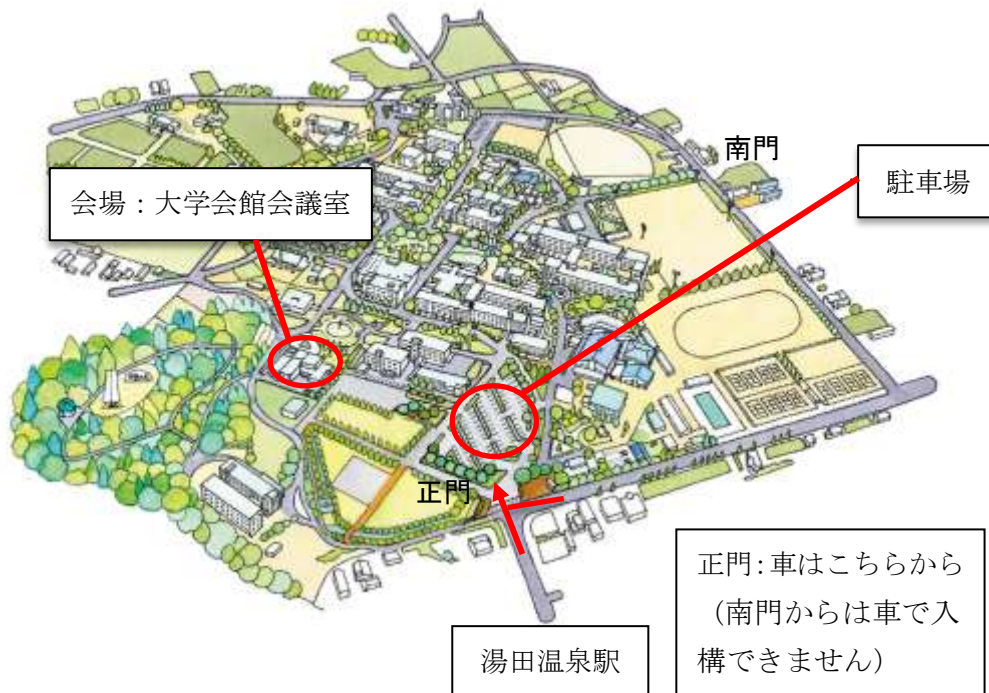 南門
駐車場
会場：大学会館会議室
正門
正門：車はこちらから
（南門からは車で入
構できません）
湯田温泉駅